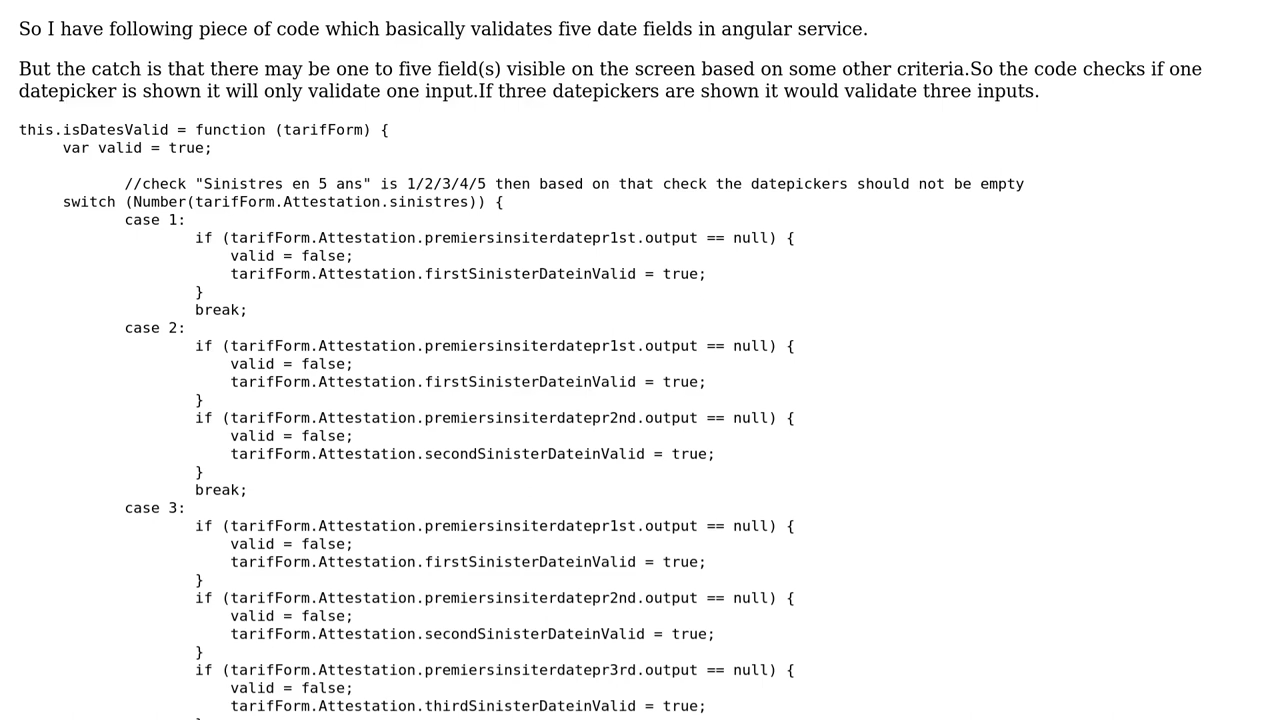 So I have following piece of code which basically validates five date fields in angular service.
But the catch is that there may be one to five field(s) visible on the screen based on some other criteria.So the code checks if one
datepicker is shown it will only validate one input.If three datepickers are shown it would validate three inputs.
this.isDatesValid = function (tarifForm) {
     var valid = true;

            //check "Sinistres en 5 ans" is 1/2/3/4/5 then based on that check the datepickers should not be empty
     switch (Number(tarifForm.Attestation.sinistres)) {
            case 1:
                    if (tarifForm.Attestation.premiersinsiterdatepr1st.output == null) {
                        valid = false;
                        tarifForm.Attestation.firstSinisterDateinValid = true;
                    }
                    break;
            case 2:
                    if (tarifForm.Attestation.premiersinsiterdatepr1st.output == null) {
                        valid = false;
                        tarifForm.Attestation.firstSinisterDateinValid = true;
                    }
                    if (tarifForm.Attestation.premiersinsiterdatepr2nd.output == null) {
                        valid = false;
                        tarifForm.Attestation.secondSinisterDateinValid = true;
                    }
                    break;
            case 3:
                    if (tarifForm.Attestation.premiersinsiterdatepr1st.output == null) {
                        valid = false;
                        tarifForm.Attestation.firstSinisterDateinValid = true;
                    }
                    if (tarifForm.Attestation.premiersinsiterdatepr2nd.output == null) {
                        valid = false;
                        tarifForm.Attestation.secondSinisterDateinValid = true;
                    }
                    if (tarifForm.Attestation.premiersinsiterdatepr3rd.output == null) {
                        valid = false;
                        tarifForm.Attestation.thirdSinisterDateinValid = true;